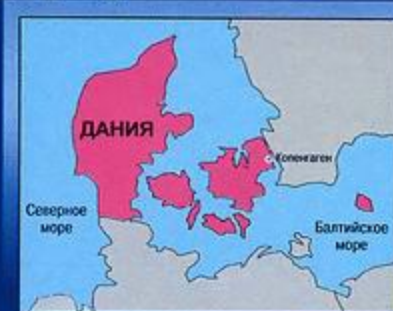 ДАНИЯ
Копенгаген
Северное
море
Балтийское
море